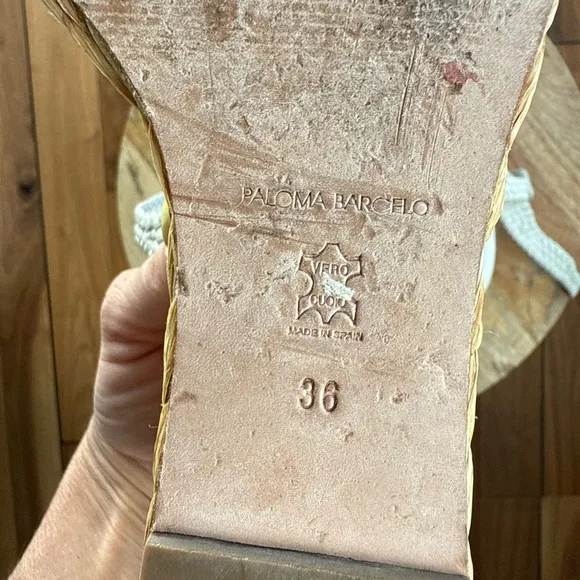 PALOMA BARCELO
VERO
CUOIO
MADE IN SPAIN
36